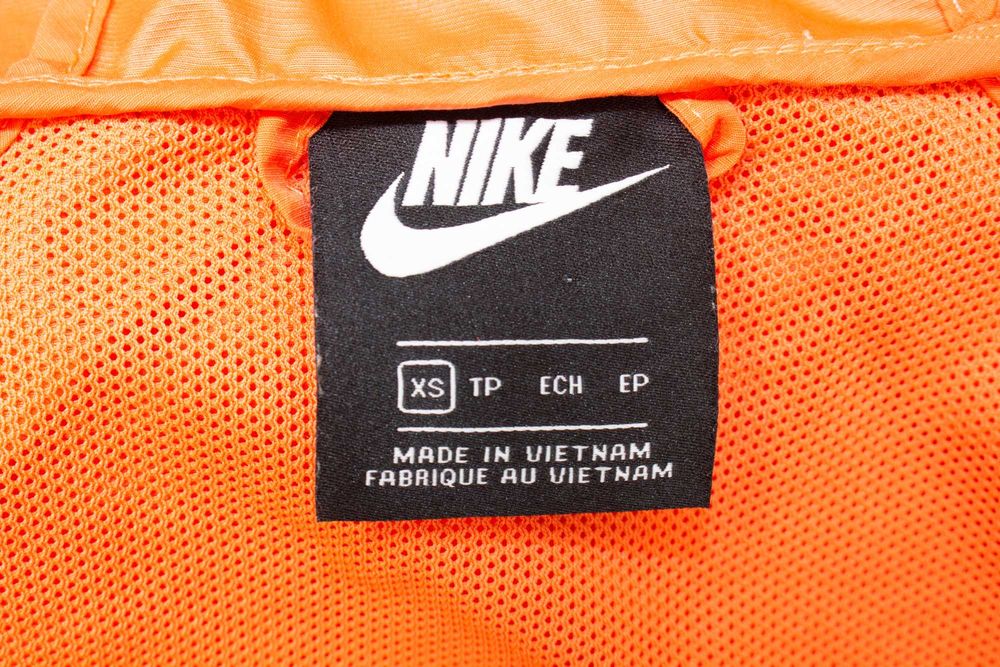 NIKE
XS TP ECH EP
MADE IN VIETNAM
FABRIQUE AU VIETNAM